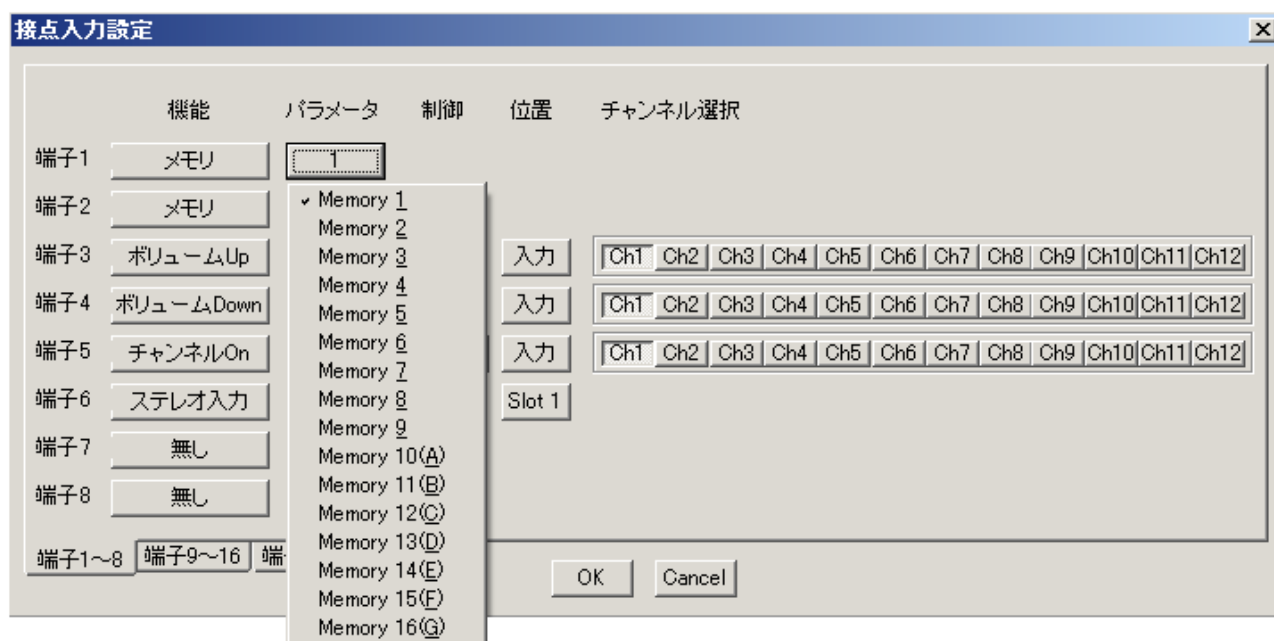 接点入力設定
機能 パラメータ 制御 位置 チャンネル選択
端子1 メモリ 1
端子2 メモリ
端子3 ボリュームUp 入力 Ch1 Ch2 Ch3 Ch4 Ch5 Ch6 Ch7 Ch8 Ch9 Ch10 Ch11 Ch12
端子4 ボリュームDown 入力 Ch1 Ch2 Ch3 Ch4 Ch5 Ch6 Ch7 Ch8 Ch9 Ch10 Ch11 Ch12
端子5 チャンネルOn 入力 Ch1 Ch2 Ch3 Ch4 Ch5 Ch6 Ch7 Ch8 Ch9 Ch10 Ch11 Ch12
端子6 ステレオ入力 Slot 1
端子7 無し
端子8 無し
Memory 1
Memory 2
Memory 3
Memory 4
Memory 5
Memory 6
Memory 7
Memory 8
Memory 9
Memory 10(A)
Memory 11(B)
Memory 12(C)
Memory 13(D)
Memory 14(E)
Memory 15(F)
Memory 16(G)
端子1～8 端子9～16 端
OK Cancel